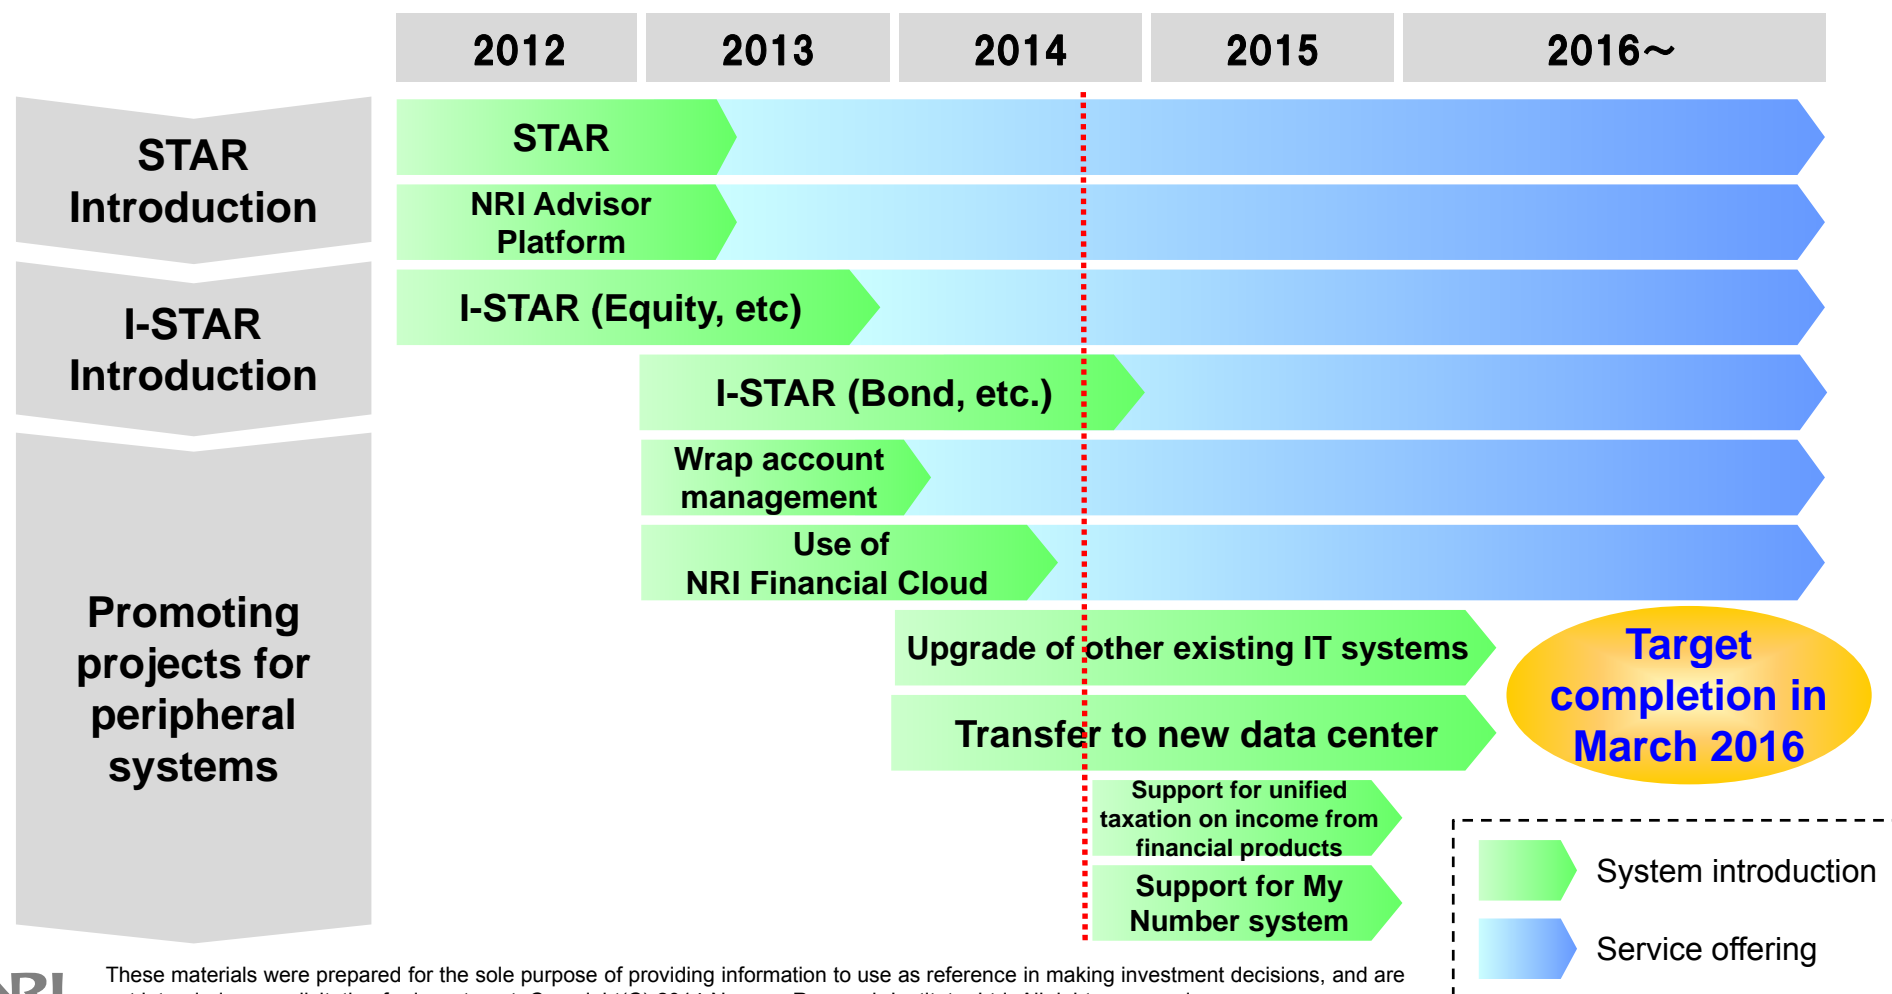 2012
2013
2014
2015
2016～
STAR
Introduction
STAR
NRI Advisor
Platform
I-STAR
Introduction
I-STAR (Equity, etc)
I-STAR (Bond, etc.)
Promoting
projects for
peripheral
systems
Wrap account
management
Use of
NRI Financial Cloud
Upgrade of other existing IT systems
Transfer to new data center
Target
completion in
March 2016
Support for unified
taxation on income from
financial products
Support for My
Number system
System introduction
Service offering
NRI
These materials were prepared for the sole purpose of providing information to use as reference in making investment decisions, and are